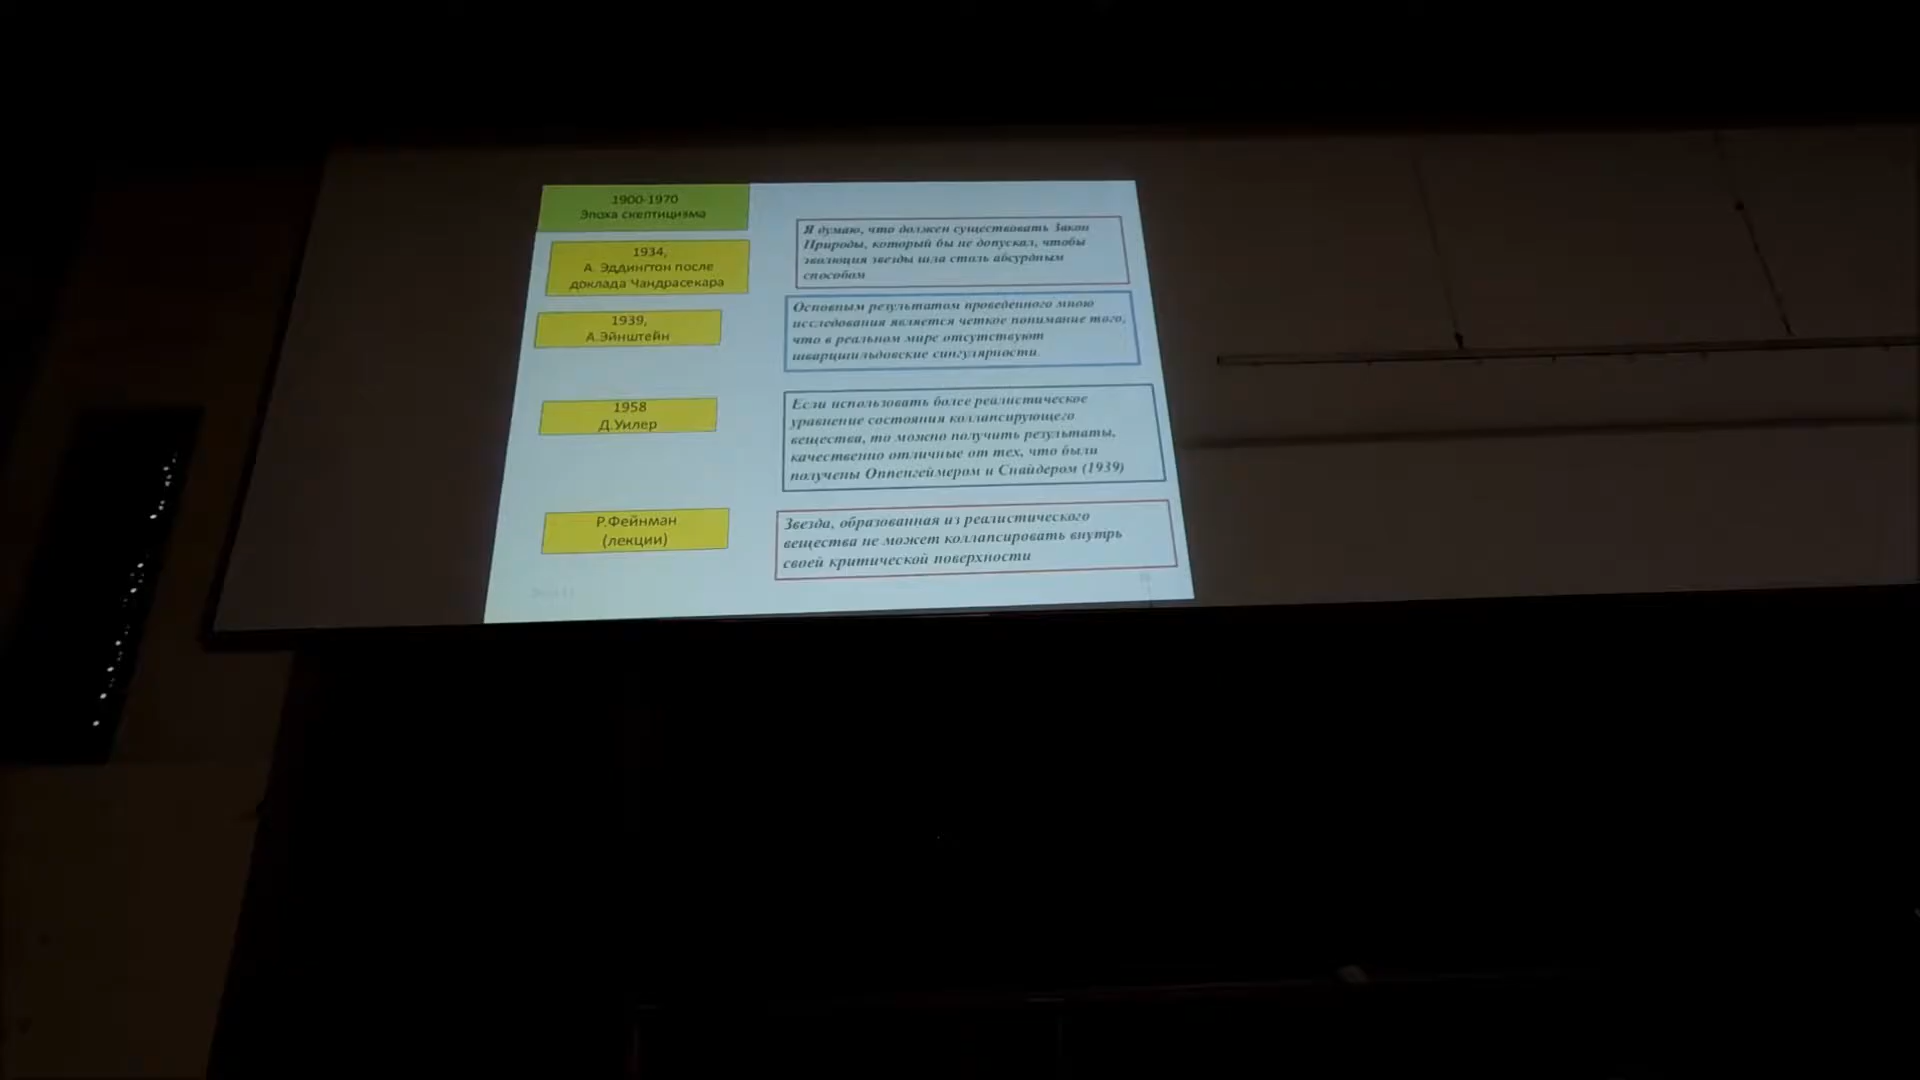 1900-1970
Эпоха скептицизма
1934,
А. Эддингтон после
доклада Чандрасекара
Я думаю, что должен существовать Закон
Природы, который бы не допускал, чтобы
эволюция звезды шла столь абсурдным
способом
1939,
А.Эйнштейн
Основным результатом проведенного мною
исследования является четкое понимание того,
что в реальном мире отсутствуют
шварцшильдовские сингулярности.
1958
Д.Уилер
Если использовать более реалистическое
уравнение состояния коллапсирующего
вещества, то можно получить результаты,
качественно отличные от тех, что были
получены Оппенгеймером и Снайдером (1939)
Р.Фейнман
(лекции)
Звезда, образованная из реалистического
вещества не может коллапсировать внутрь
своей критической поверхности